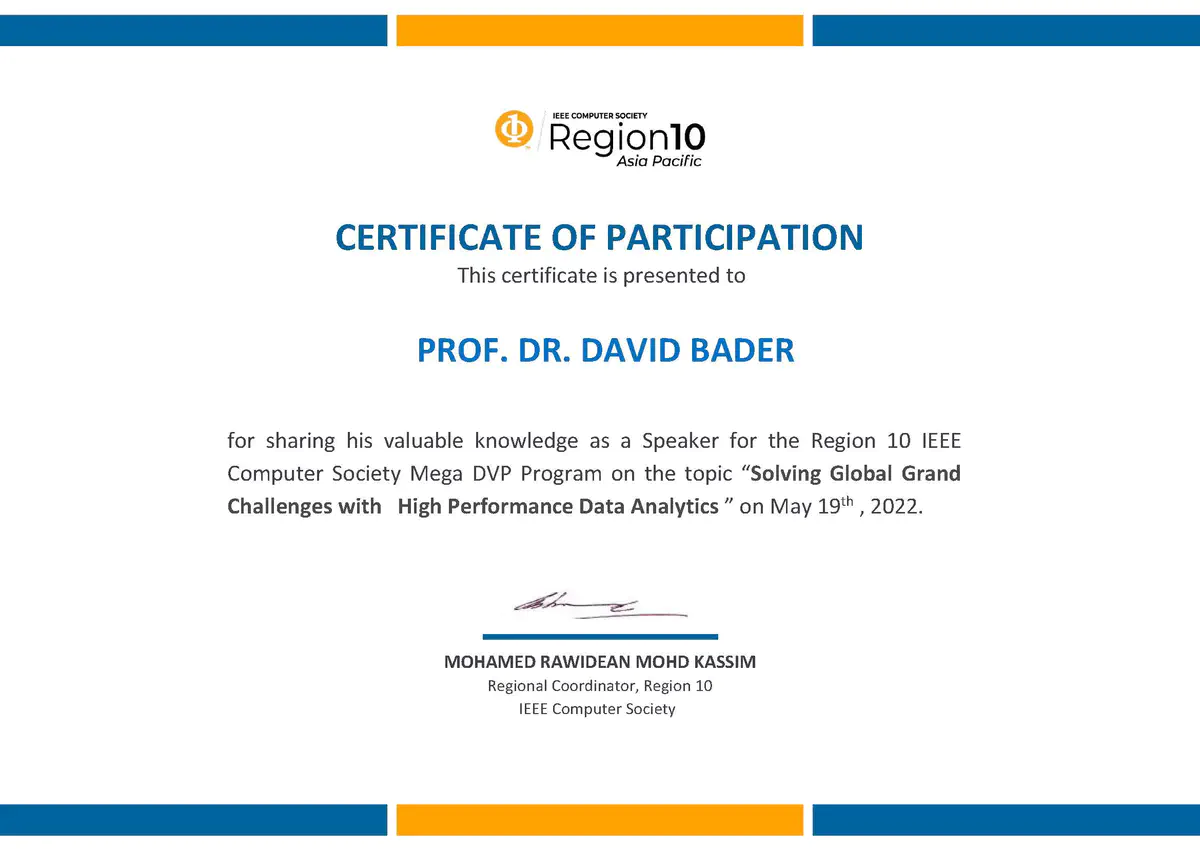 IEEE COMPUTER SOCIETY
Region10
Asia Pacific
CERTIFICATE OF PARTICIPATION
This certificate is presented to
PROF. DR. DAVID BADER
for sharing his valuable knowledge as a Speaker for the Region 10 IEEE
Computer Society Mega DVP Program on the topic “Solving Global Grand
Challenges with High Performance Data Analytics ” on May 19th , 2022.
MOHAMED RAWIDEAN MOHD KASSIM
Regional Coordinator, Region 10
IEEE Computer Society